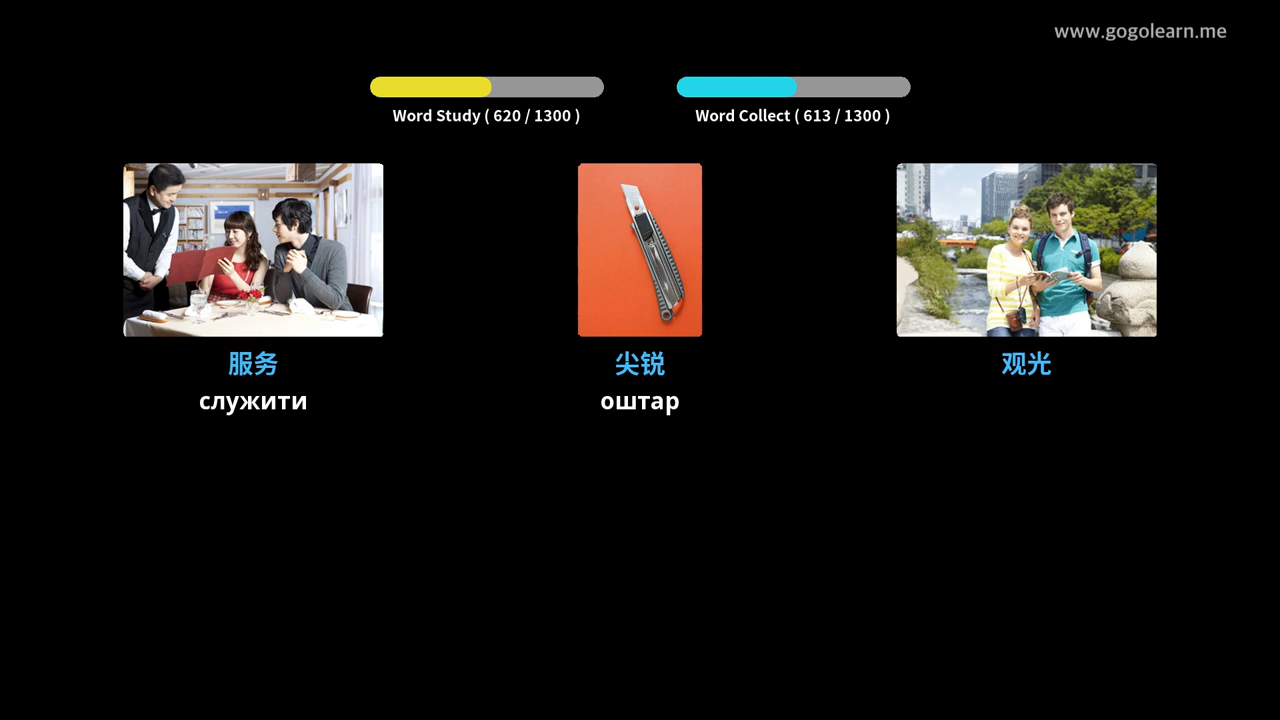 www.gogolearn.me
Word Study ( 620 / 1300 )
Word Collect ( 613 / 1300 )
服务
служити
尖锐
оштар
观光